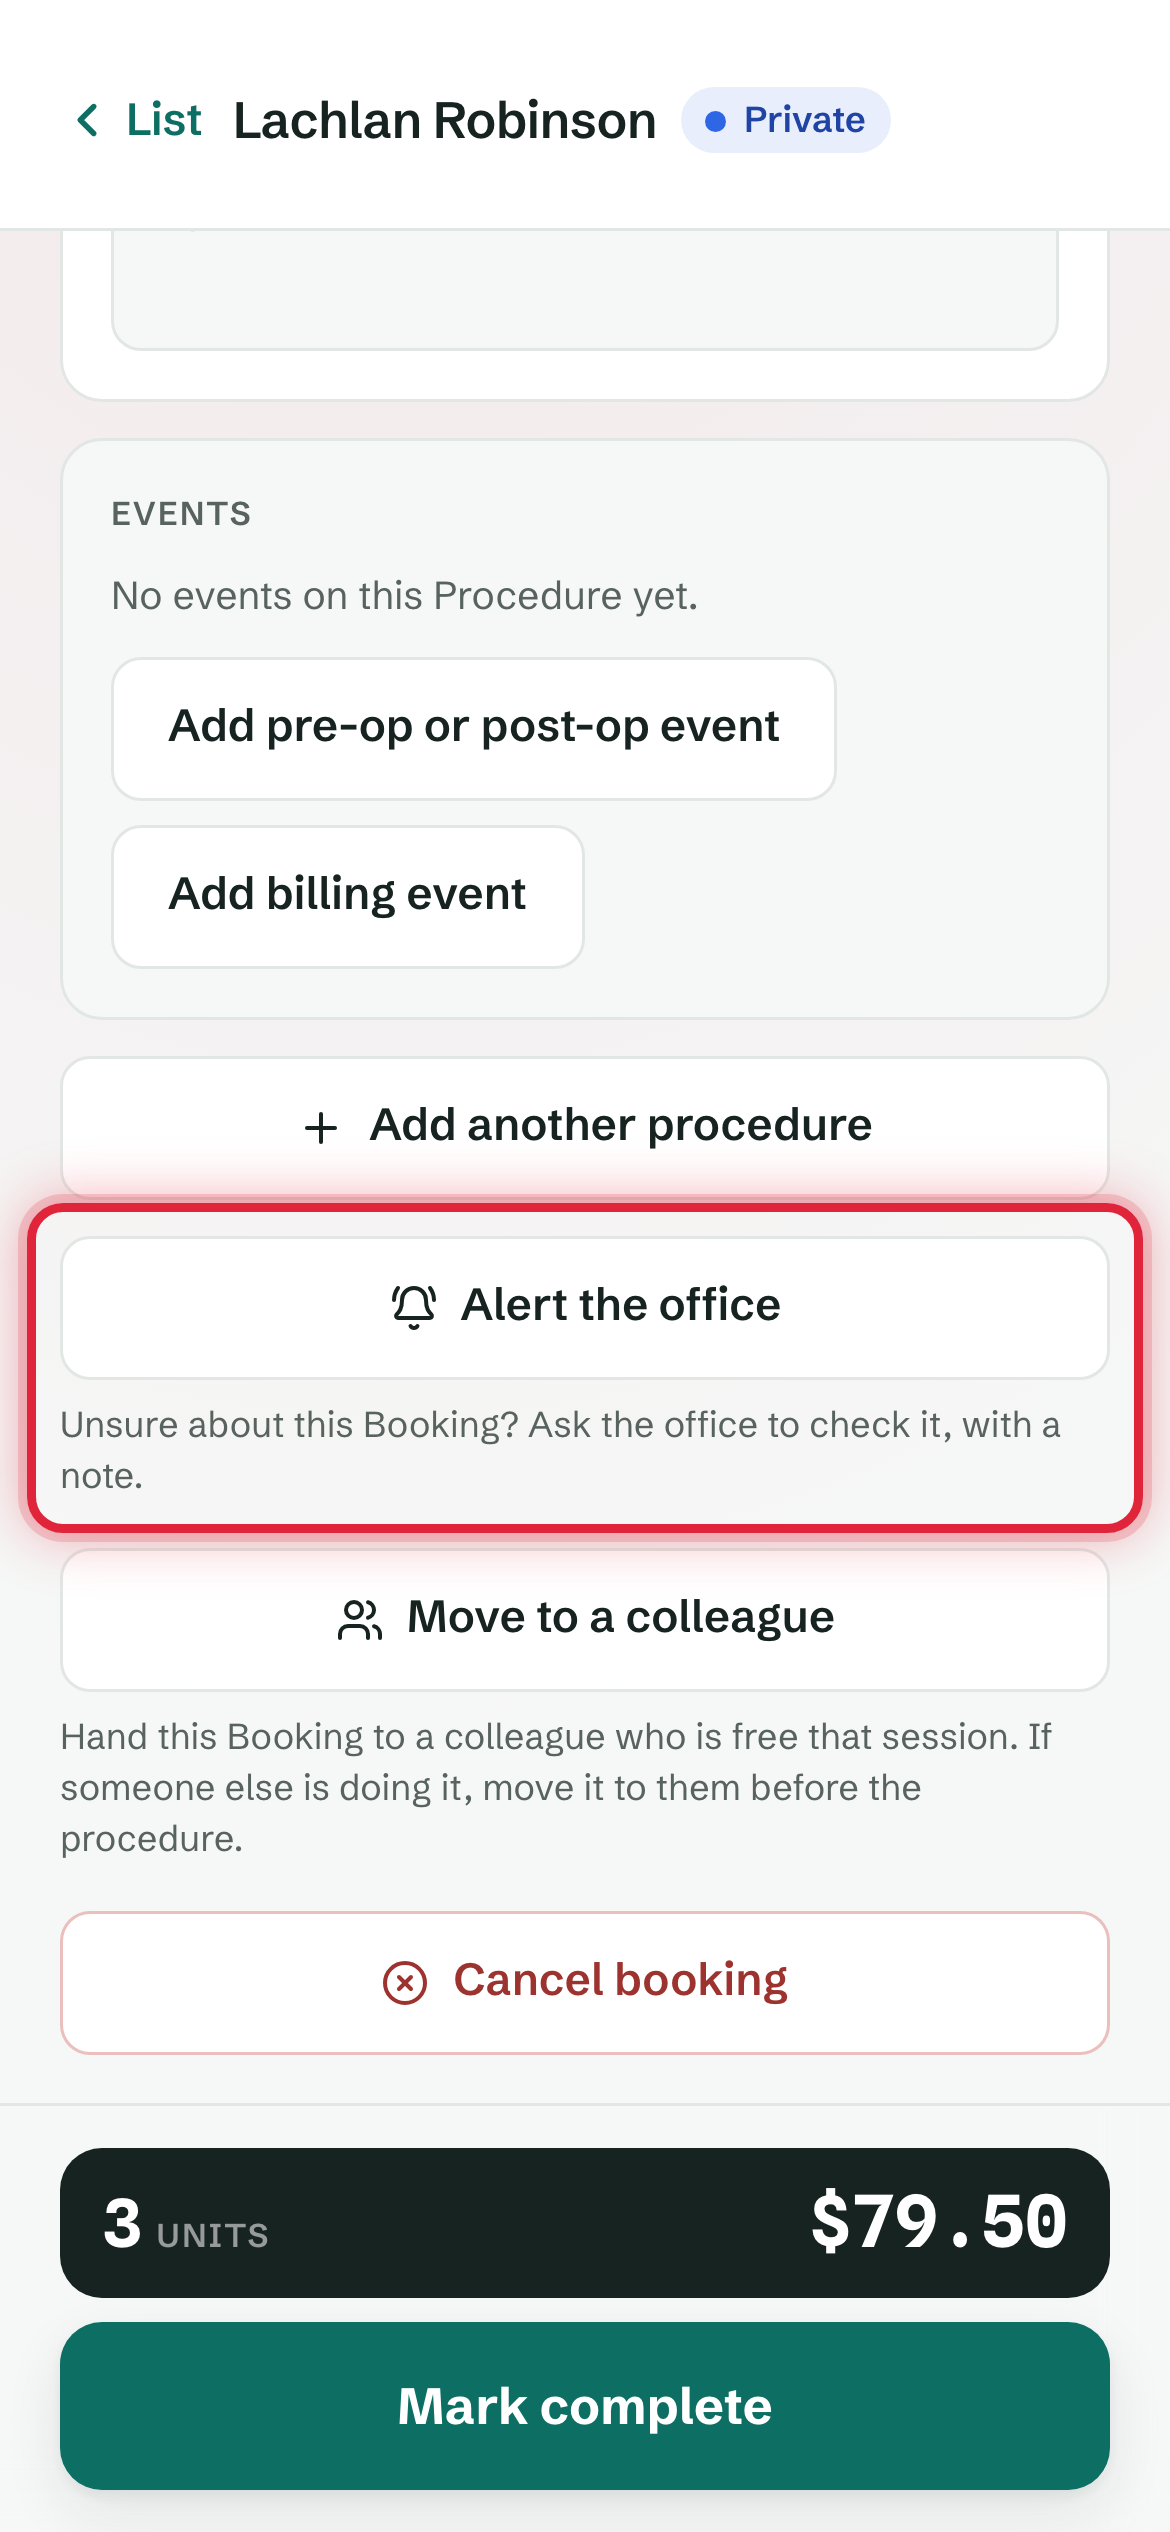 List Lachlan Robinson Private
EVENTS
No events on this Procedure yet.
Add pre-op or post-op event
Add billing event
Add another procedure
Alert the office
Unsure about this Booking? Ask the office to check it, with a
note.
Move to a colleague
Hand this Booking to a colleague who is free that session. If
someone else is doing it, move it to them before the
procedure.
Cancel booking
3 UNITS $79.50
Mark complete